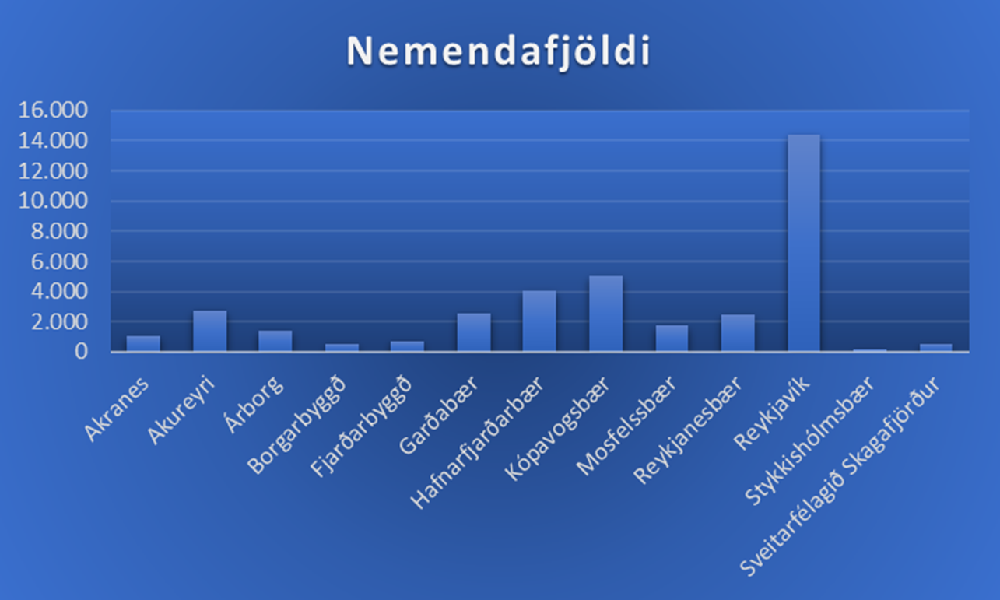 Nemendafjöldi
16.000
14.000
12.000
10.000
8.000
6.000
4.000
2.000
0
Akranes
Akureyri
Árborg
Borgarbyggð
Fjarðarbyggð
Garðabær
Hafnarfjarðarbær
Kópavogsbær
Mosfelssbær
Reykjanesbær
Reykjavík
Stykkishólmsbær
Sveitarfélagið Skagafjörður